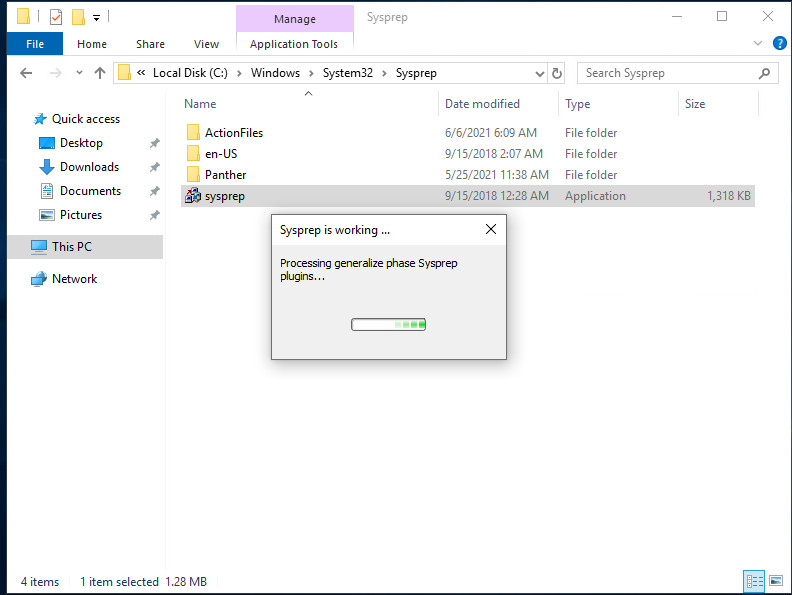 Manage
Sysprep
File
Home
Share
View
Application Tools
« Local Disk (C:) > Windows > System32 > Sysprep
Search Sysprep
Name
Date modified
Type
Size
Quick access
Desktop
Downloads
Documents
Pictures
This PC
Network
ActionFiles 6/6/2021 6:09 AM File folder
en-US 9/15/2018 2:07 AM File folder
Panther 5/25/2021 11:38 AM File folder
sysprep 9/15/2018 12:28 AM Application 1,318 KB
Sysprep is working ...
Processing generalize phase Sysprep
plugins...
4 items 1 item selected 1.28 MB